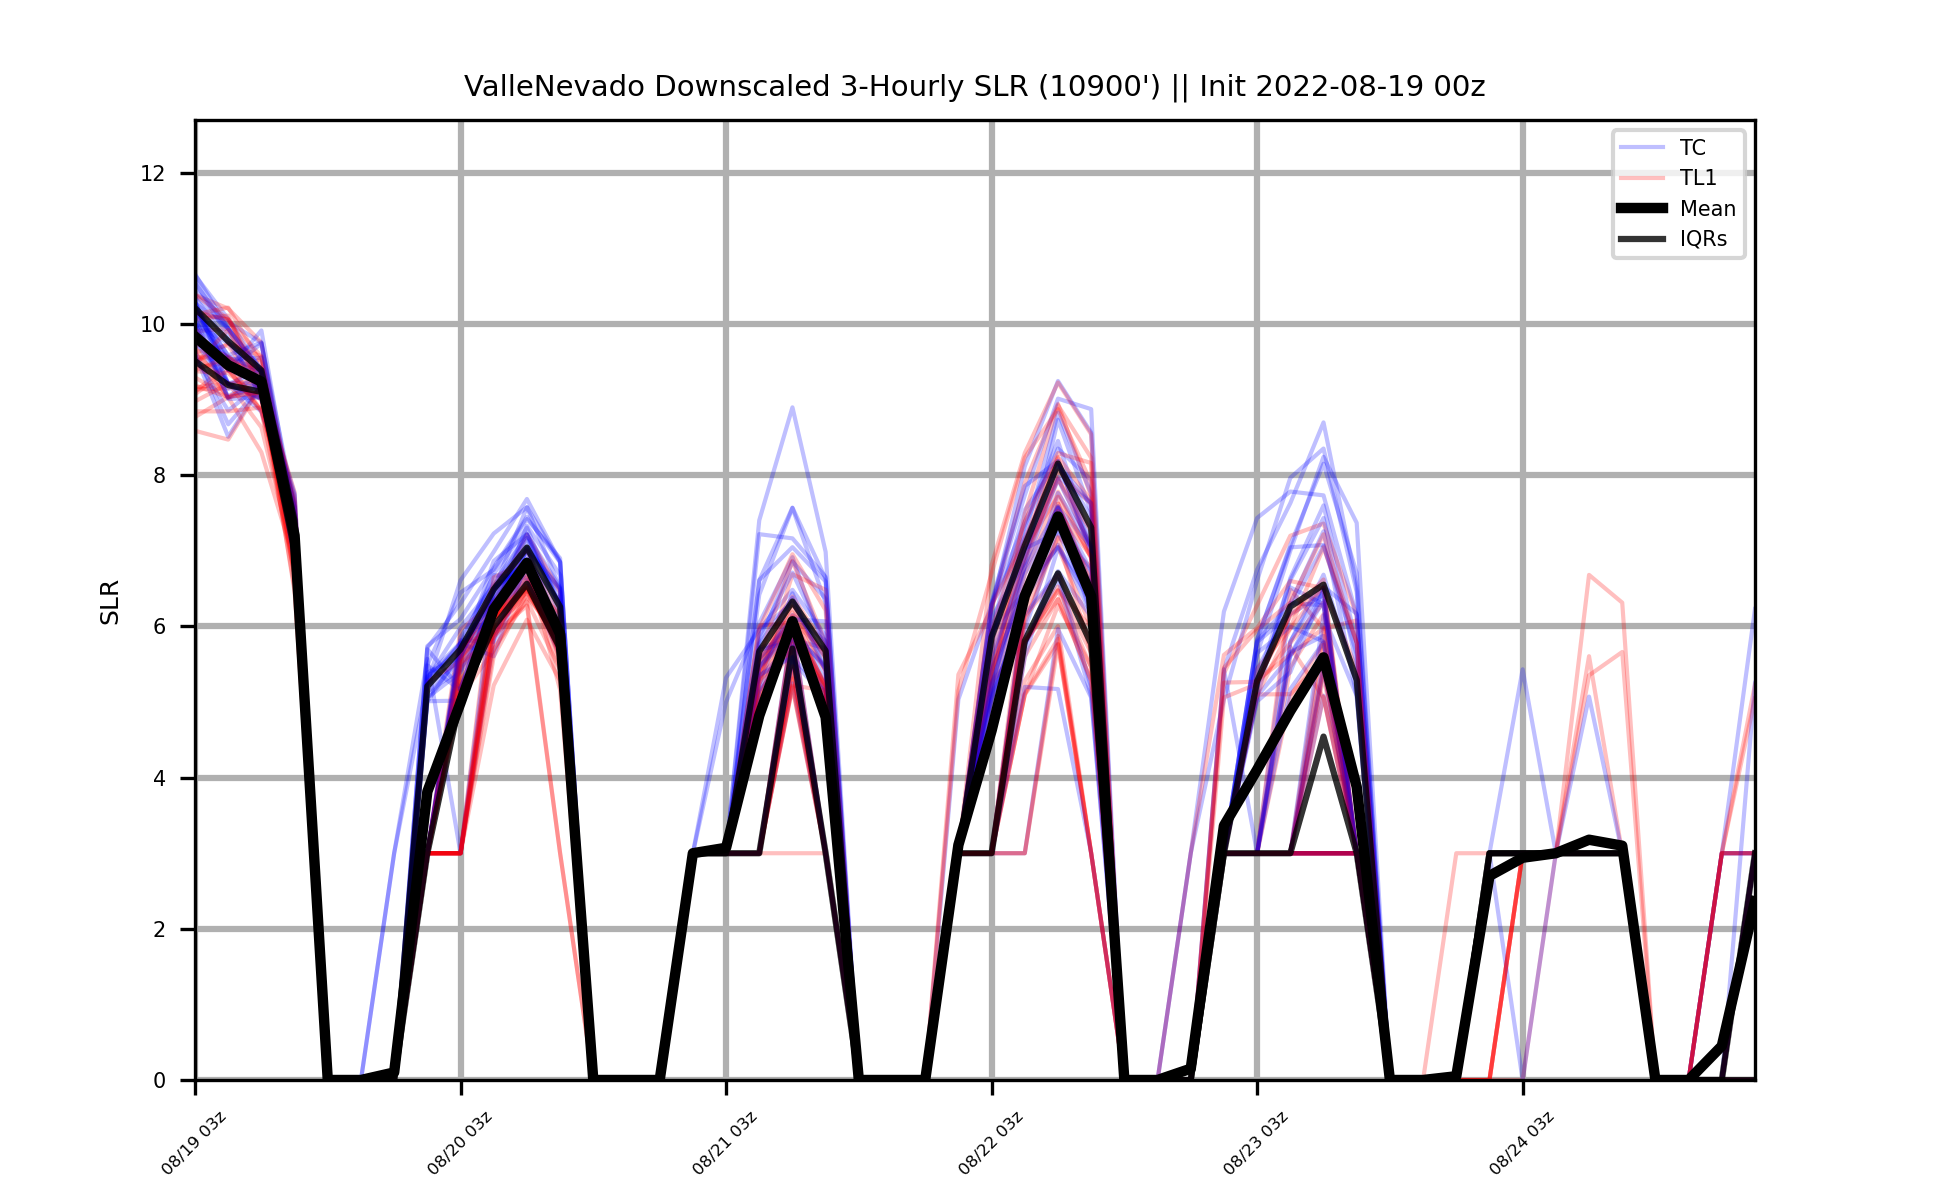 ValleNevado Downscaled 3-Hourly SLR (10900') || Init 2022-08-19 00z
TC
TL1
Mean
IQRs
SLR
12
10
8
6
4
2
0
08/19 03z
08/20 03z
08/21 03z
08/22 03z
08/23 03z
08/24 03z